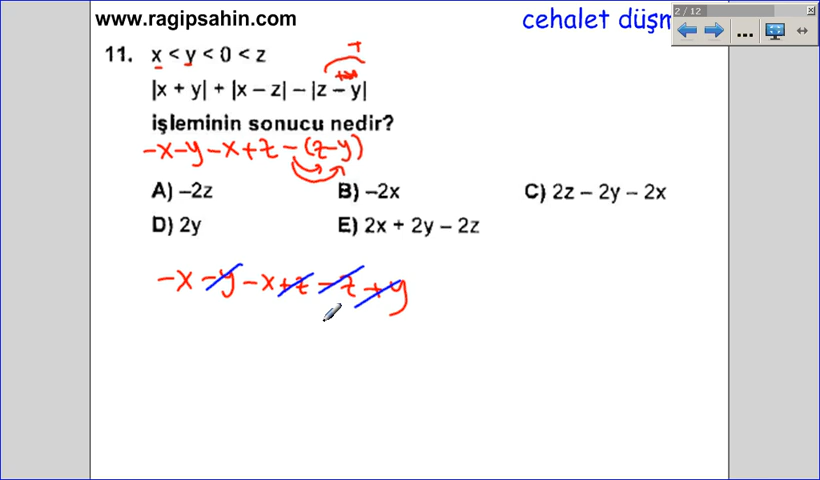 www.ragipsahin.com
cehalet düşm
2 / 12
11. x < y < 0 < z
+
|x + y| + |x – z| – |z – y|
işleminin sonucu nedir?
-x-y-x+z-(z-y)
A) –2z B) –2x C) 2z – 2y – 2x
D) 2y E) 2x + 2y – 2z
-x-y-x+z-z+y